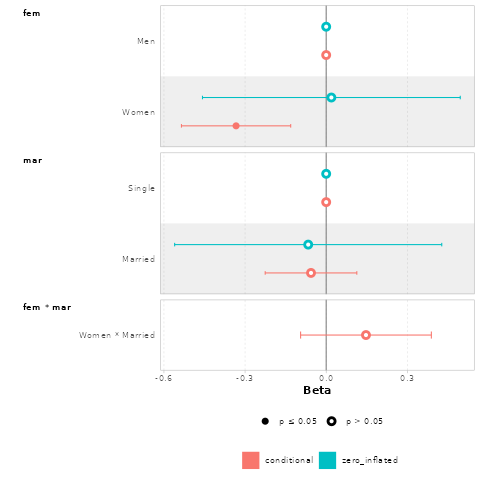 fem
Men
Women
mar
Single
Married
fem * mar
Women * Married
-0.6 -0.3 0.0 0.3
Beta
p ≤ 0.05 p > 0.05
conditional zero_inflated